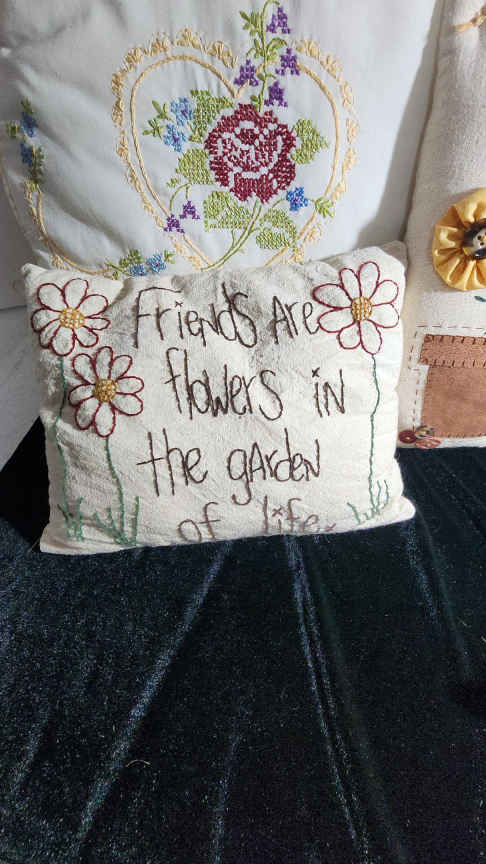 Friends Are
flowers in
the garden
of life.